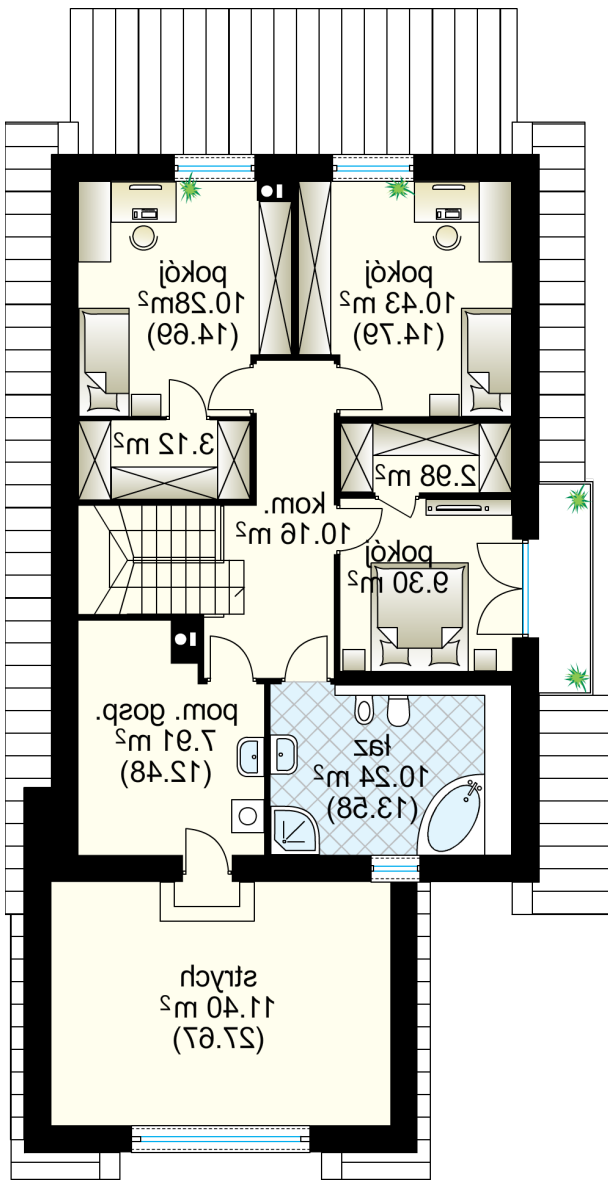 pokój
10.28m²
(14.69)
pokój
10.43 m²
(14.79)
3.12 m²
2.98 m²
kom.
10.16 m²
pokój
9.30 m²
pom. gosp.
7.91 m²
(12.48)
łaz
10.24 m²
(13.58)
strych
11.40 m²
(27.67)